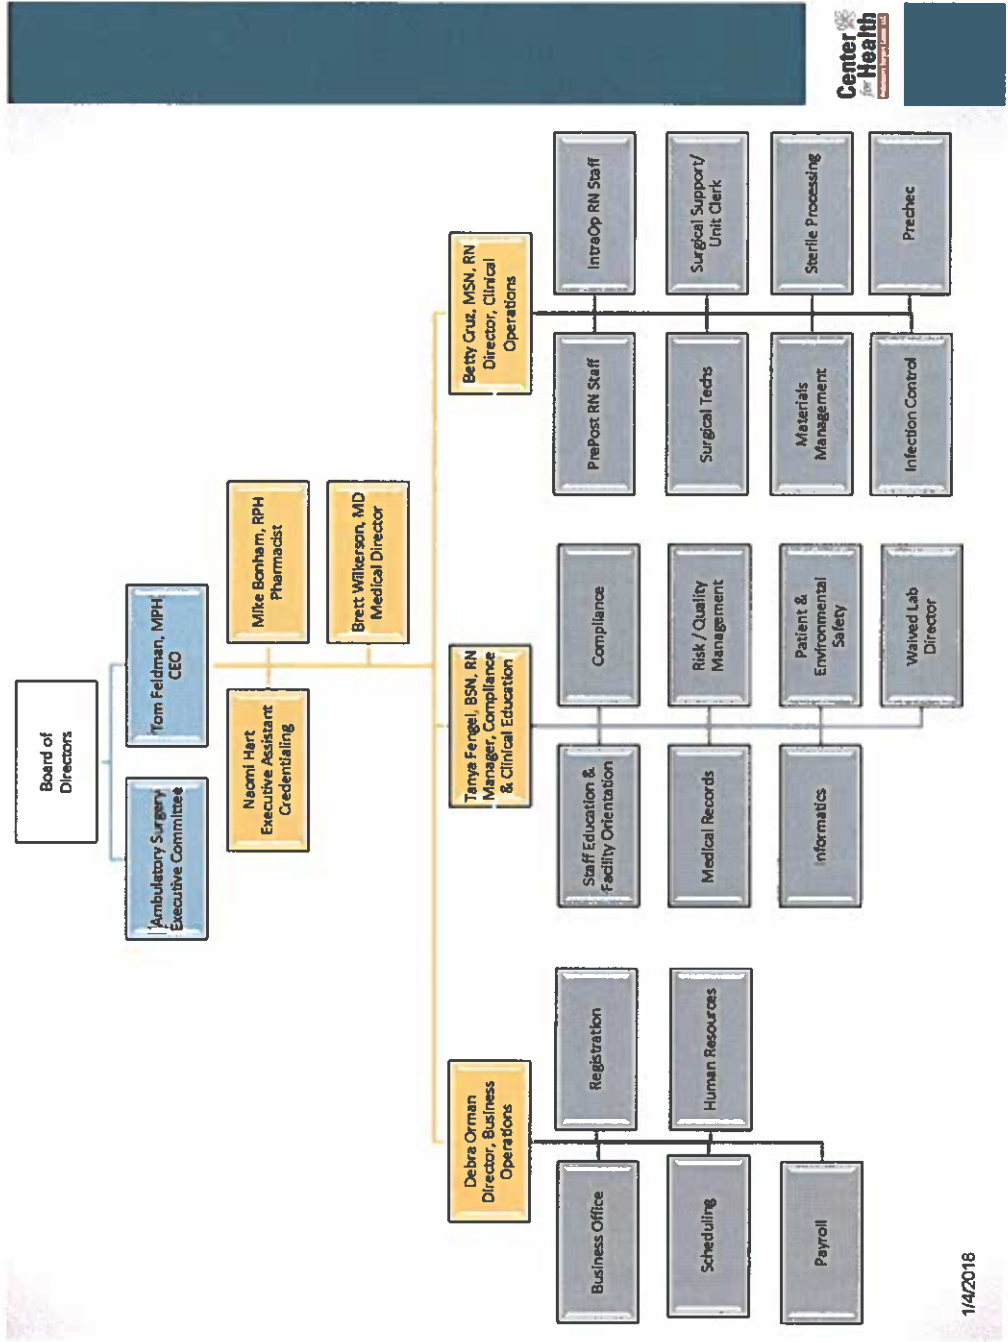 Board of
Directors
Ambulatory Surgery
Executive Committee
Tom Feldman, MPH
CEO
Naomi Hart
Executive Assistant
Credentialing
Mike Bonham, RPH
Pharmacist
Brett Wilkerson, MD
Medical Director
Debra Orman
Director, Business
Operations
Tanya Fengel, BSN, RN
Manager, Compliance
& Clinical Education
Betty Cruz, MSN, RN
Director, Clinical
Operations
Business Office
Registration
Scheduling
Human Resources
Payroll
Staff Education &
Facility Orientation
Compliance
Medical Records
Risk / Quality
Management
Informatics
Patient &
Environmental
Safety
Waived Lab
Director
PrePost RN Staff
IntraOp RN Staff
Surgical Techs
Surgical Support/
Unit Clerk
Materials
Management
Sterile Processing
Infection Control
Prechec
1/4/2018
Center
for Health